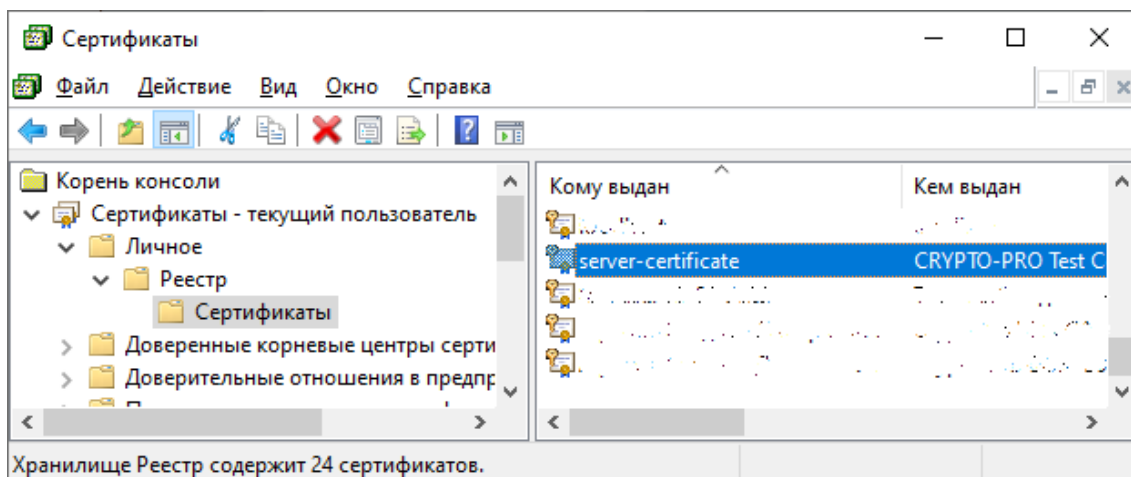 Сертификаты
Файл Действие Вид Окно Справка
Корень консоли
Сертификаты - текущий пользователь
Личное
Реестр
Сертификаты
Доверенные корневые центры серти
Доверительные отношения в предпр
Кому выдан Кем выдан
server-certificate CRYPTO-PRO Test C
Хранилище Реестр содержит 24 сертификатов.